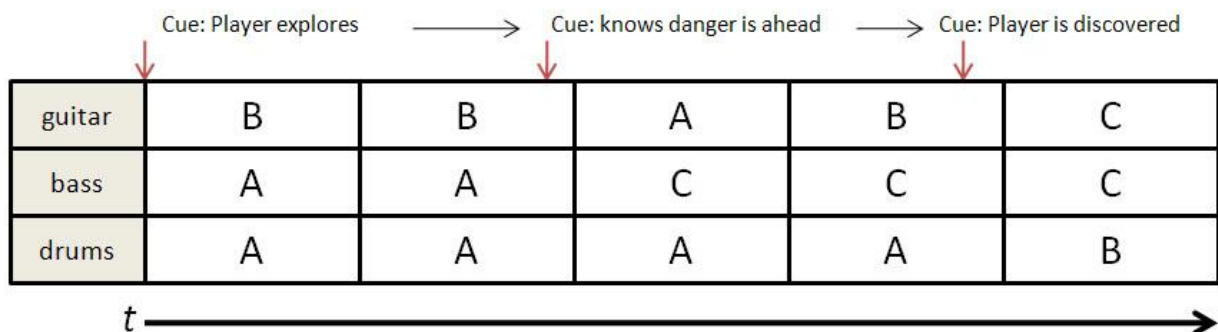 Cue: Player explores Cue: knows danger is ahead Cue: Player is discovered
guitar B B A B C
bass A A C C C
drums A A A A B
t